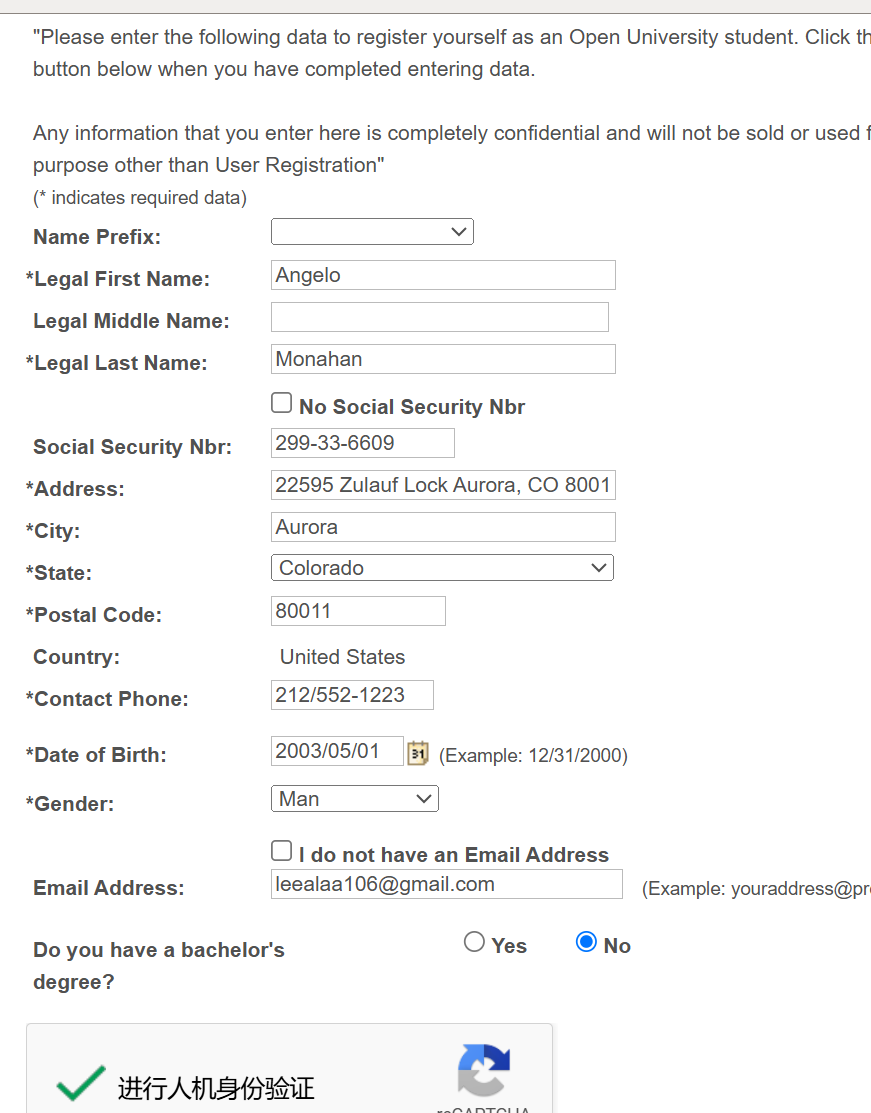 "Please enter the following data to register yourself as an Open University student. Click th
button below when you have completed entering data.
Any information that you enter here is completely confidential and will not be sold or used f
purpose other than User Registration"
(* indicates required data)
Name Prefix:
*Legal First Name: Angelo
Legal Middle Name:
*Legal Last Name: Monahan
No Social Security Nbr
Social Security Nbr: 299-33-6609
*Address: 22595 Zulauf Lock Aurora, CO 8001
*City: Aurora
*State: Colorado
*Postal Code: 80011
Country: United States
*Contact Phone: 212/552-1223
*Date of Birth: 2003/05/01 31 (Example: 12/31/2000)
*Gender: Man
I do not have an Email Address
Email Address: leealaa106@gmail.com (Example: youraddress@pr
Do you have a bachelor's Yes No
degree?
进行人机身份验证
reCAPTCHA